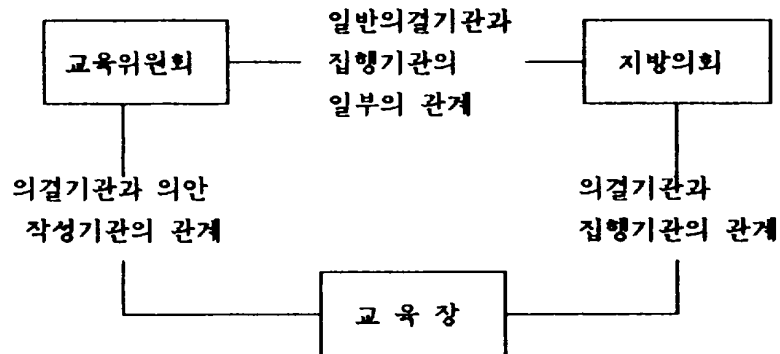 일반의결기관과
교육위원회
집행기관의
지방의회
일부의 관계
의결기관과 의안
작성기관의 관계
의결기관과
집행기관의 관계
교 육 장